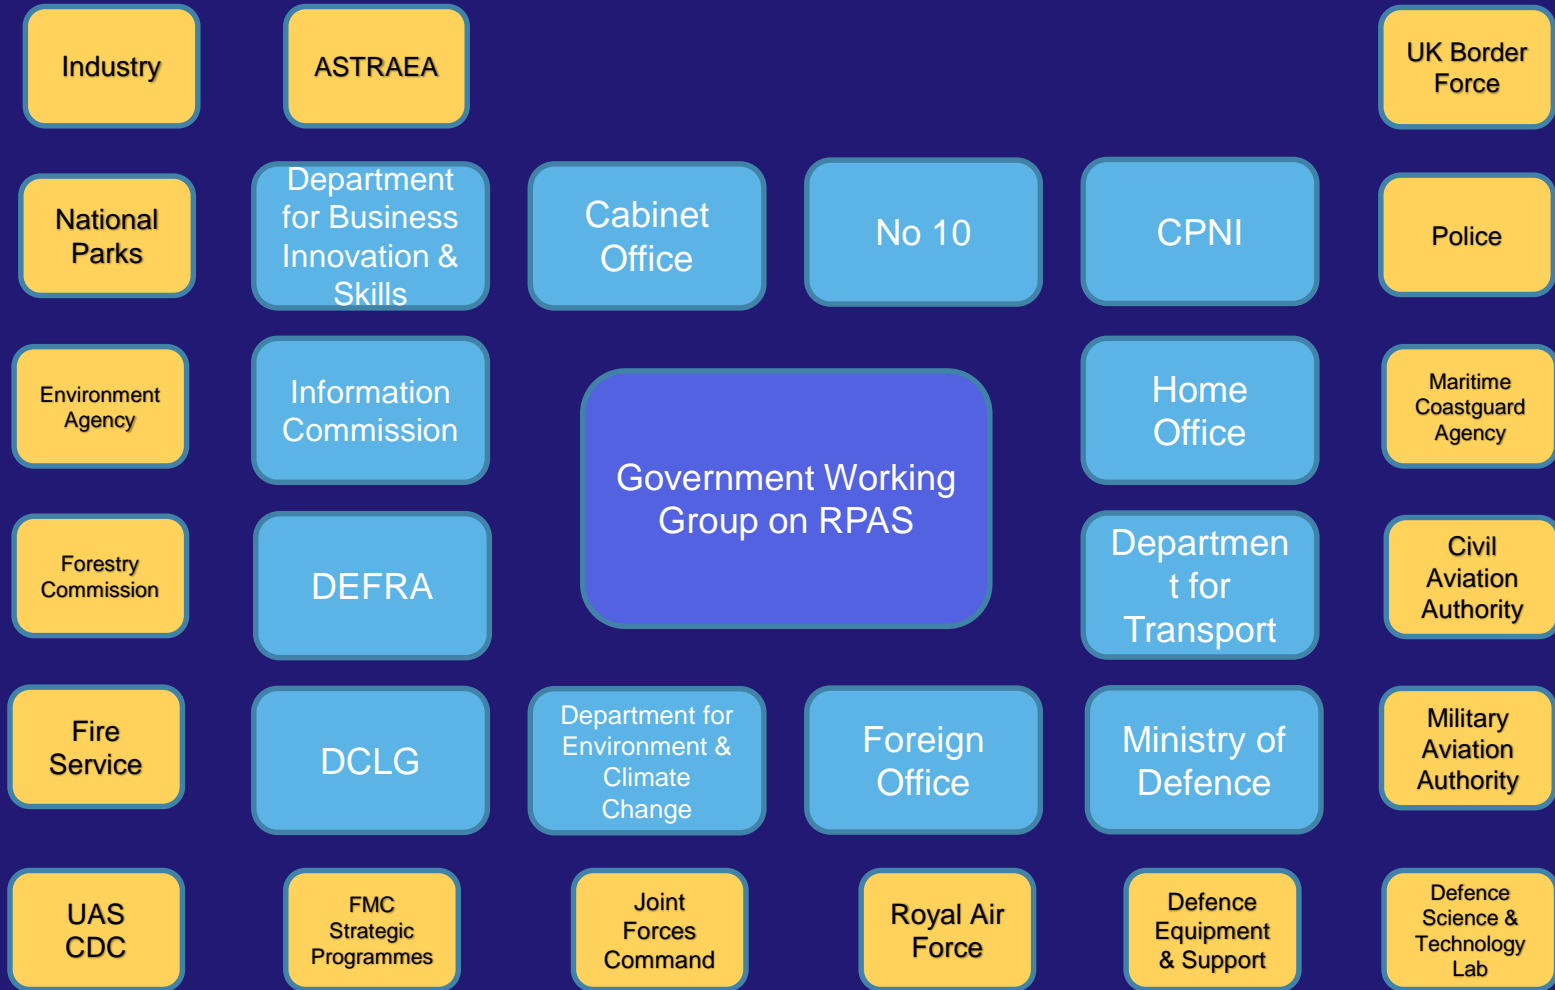 Industry
ASTRAEA
UK Border
Force
National
Parks
Department
for Business
Innovation &
Skills
Cabinet
Office
No 10
CPNI
Police
Environment
Agency
Information
Commission
Government Working
Group on RPAS
Home
Office
Maritime
Coastguard
Agency
Forestry
Commission
DEFRA
Departmen
t for
Transport
Civil
Aviation
Authority
Fire
Service
DCLG
Department for
Environment &
Climate
Change
Foreign
Office
Ministry of
Defence
Military
Aviation
Authority
UAS
CDC
FMC
Strategic
Programmes
Joint
Forces
Command
Royal Air
Force
Defence
Equipment
& Support
Defence
Science &
Technology
Lab